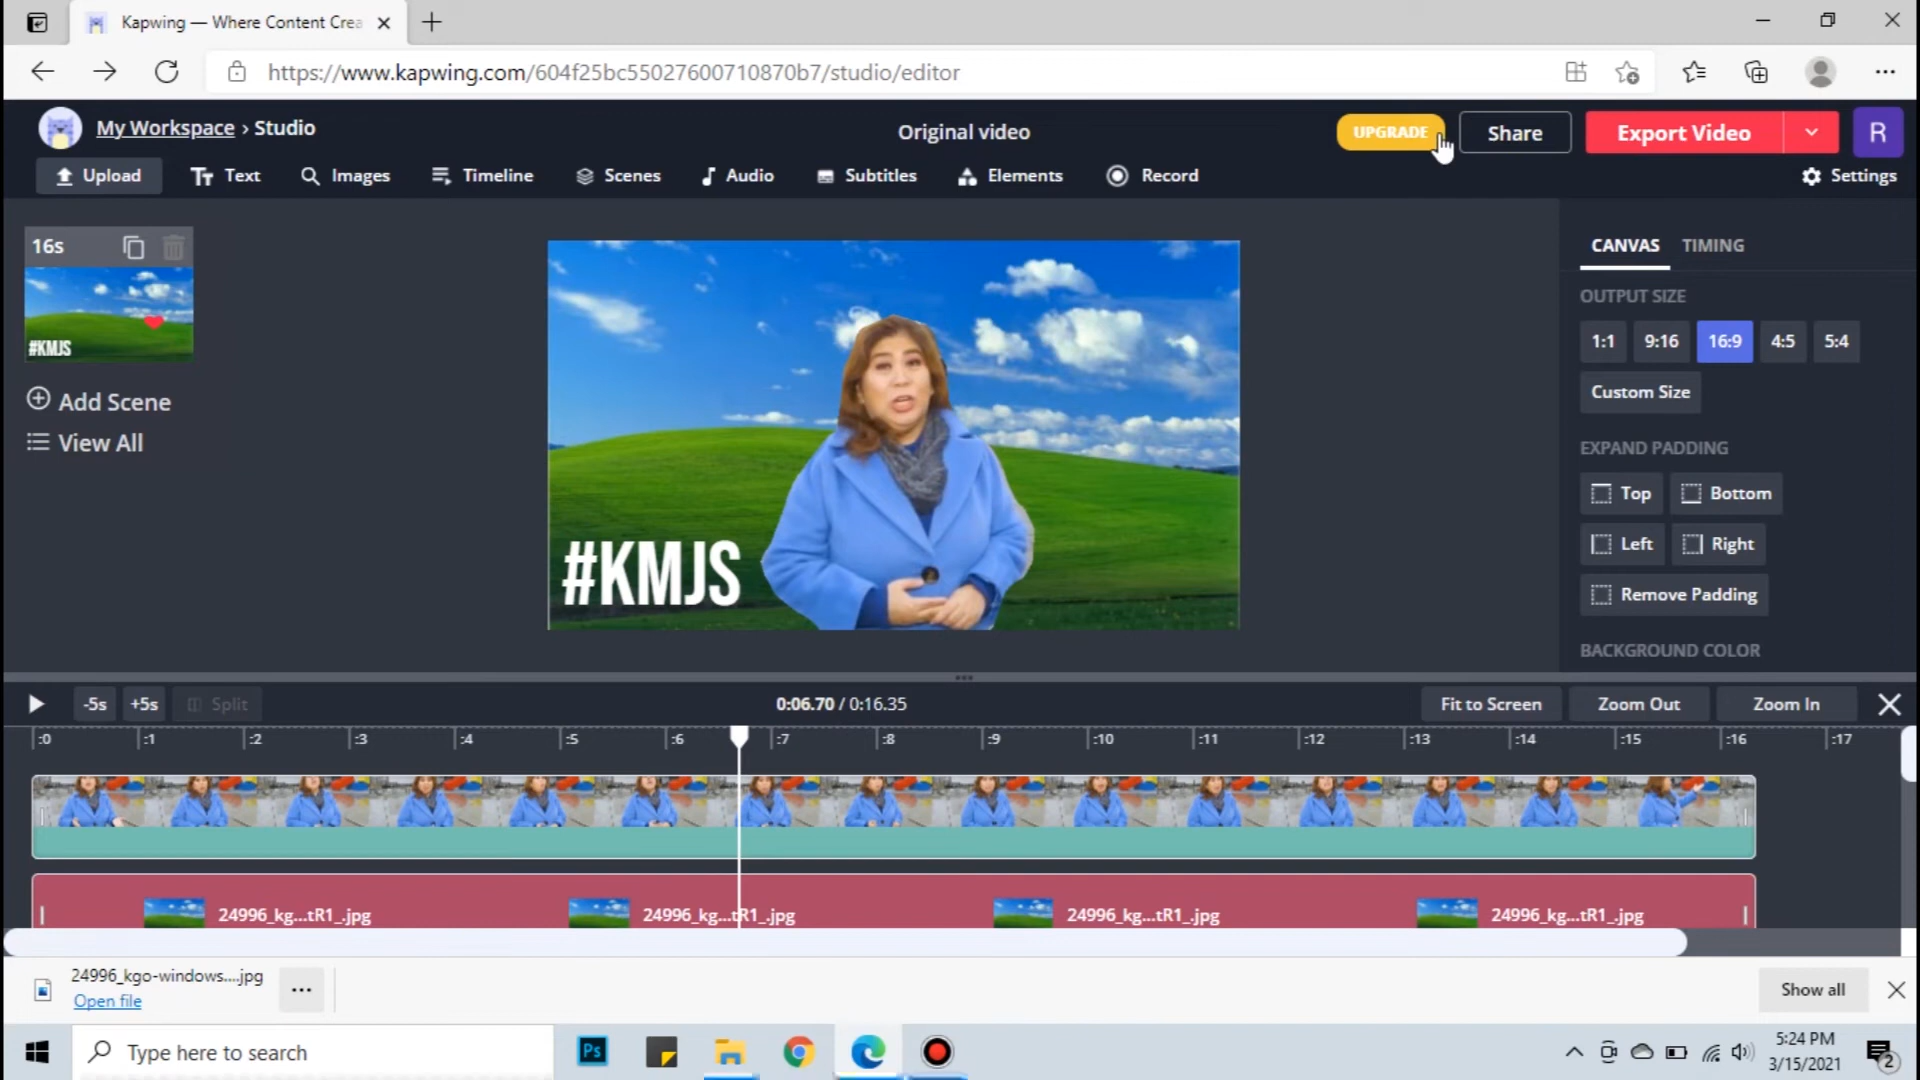 Kapwing — Where Content Crea
https://www.kapwing.com/604f25bc55027600710870b7/studio/editor
My Workspace › Studio
Original video
UPGRADE
Share
Export Video
R
Upload
Text
Images
Timeline
Scenes
Audio
Subtitles
Elements
Record
Settings
16s
#KMJS
Add Scene
View All
#KMJS
CANVAS
TIMING
OUTPUT SIZE
1:1
9:16
16:9
4:5
5:4
Custom Size
EXPAND PADDING
Top
Bottom
Left
Right
Remove Padding
BACKGROUND COLOR
-5s
+5s
Split
0:06.70 / 0:16.35
Fit to Screen
Zoom Out
Zoom In
:0
:1
:2
:3
:4
:5
:6
:7
:8
:9
:10
:11
:12
:13
:14
:15
:16
:17
24996_kg...tR1_.jpg
24996_kg...tR1_.jpg
24996_kg...tR1_.jpg
24996_kg...tR1_.jpg
24996_kgo-windows....jpg
Open file
Show all
Type here to search
Ps
5:24 PM
3/15/2021
2